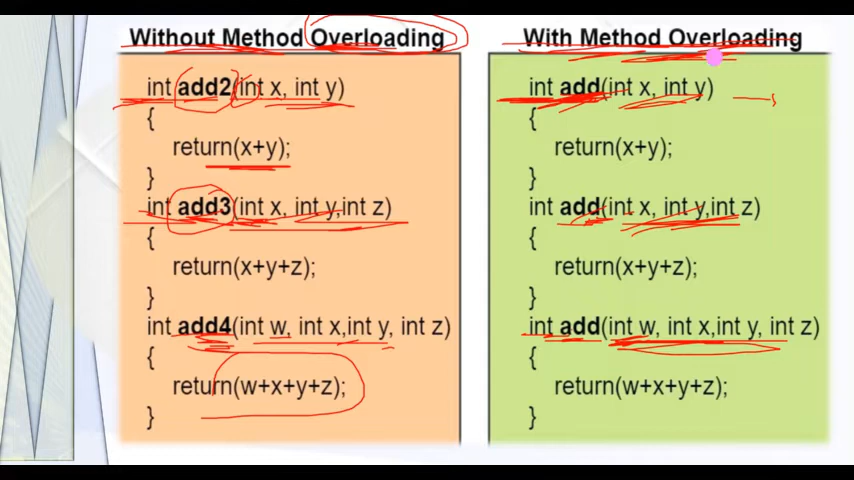 Without Method Overloading
int add2(int x, int y)
{
return(x+y);
}
int add3(int x, int y,int z)
{
return(x+y+z);
}
int add4(int w, int x,int y, int z)
{
return(w+x+y+z);
}
With Method Overloading
int add(int x, int y)
{
return(x+y);
}
int add(int x, int y,int z)
{
return(x+y+z);
}
int add(int w, int x,int y, int z)
{
return(w+x+y+z);
}